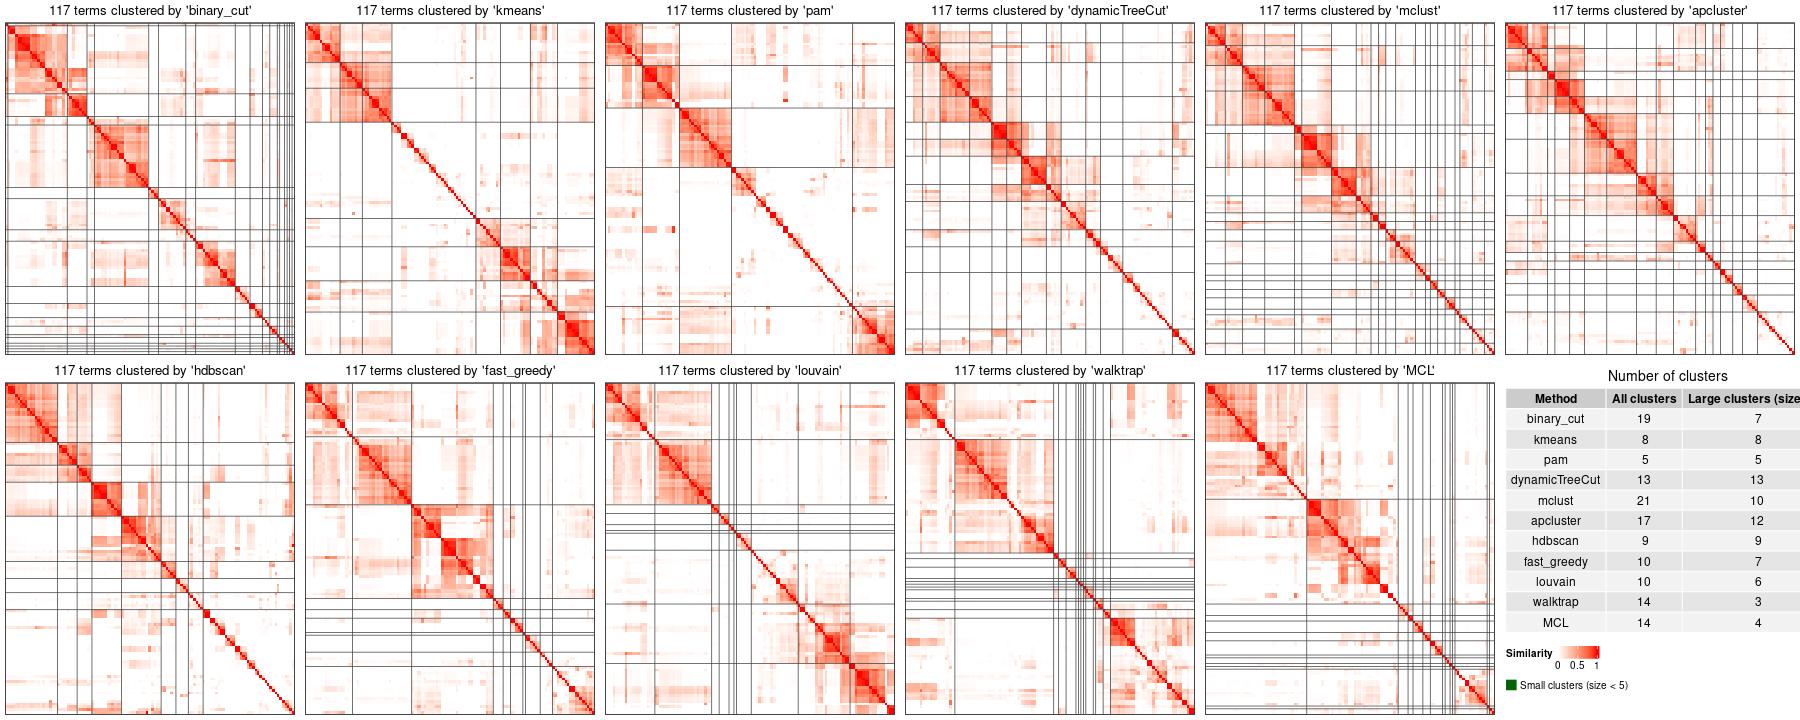 117 terms clustered by 'binary_cut'
117 terms clustered by 'kmeans'
117 terms clustered by 'pam'
117 terms clustered by 'dynamicTreeCut'
117 terms clustered by 'mclust'
117 terms clustered by 'apcluster'
117 terms clustered by 'hdbscan'
117 terms clustered by 'fast_greedy'
117 terms clustered by 'louvain'
117 terms clustered by 'walktrap'
117 terms clustered by 'MCL'
Number of clusters
Method All clusters Large clusters (size
binary_cut 19 7
kmeans 8 8
pam 5 5
dynamicTreeCut 13 13
mclust 21 10
apcluster 17 12
hdbscan 9 9
fast_greedy 10 7
louvain 10 6
walktrap 14 3
MCL 14 4
Similarity
0 0.5 1
Small clusters (size < 5)